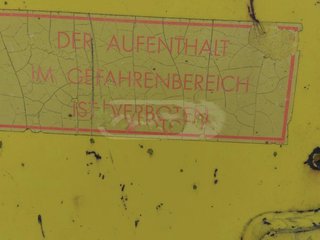 DER AUFENTHALT
IM GEFAHRENBEREICH
IST VERBOTEN